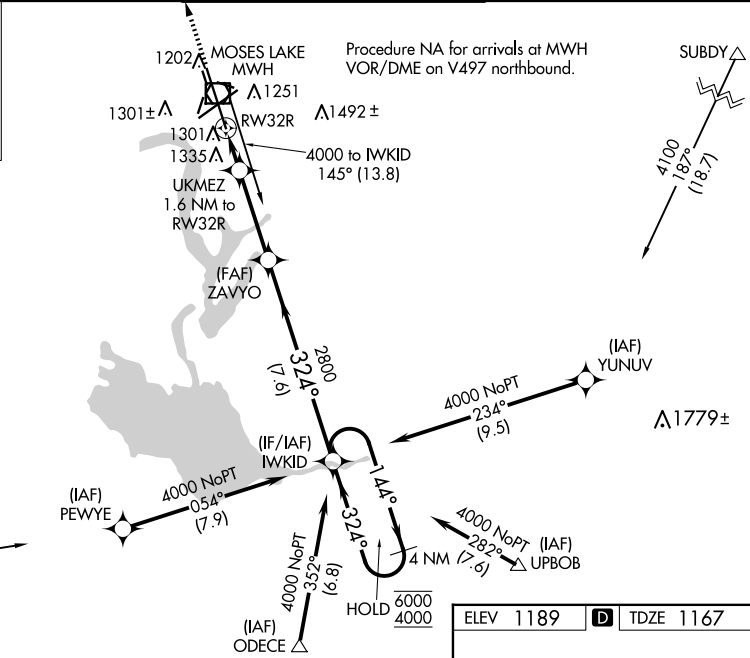 1202
MOSES LAKE
MWH
Procedure NA for arrivals at MWH
VOR/DME on V497 northbound.
SUBDY
1251
1301±
1492±
RW32R
1301
1335
4000 to IWKID
145° (13.8)
4100
187°
(18.7)
UKMEZ
1.6 NM to
RW32R
(FAF)
ZAVYO
2800
324°
(7.6)
(IAF)
YUNUV
4000 NoPT
234°
(9.5)
1779±
(IF/IAF)
IWKID
4000 NoPT
054°
(7.9)
(IAF)
PEWYE
144°
324°
4 NM
4000 NoPT
282°
(7.6)
(IAF)
UPBOB
4000 NoPT
352°
(6.8)
HOLD
6000
4000
(IAF)
ODECE
ELEV 1189 D TDZE 1167